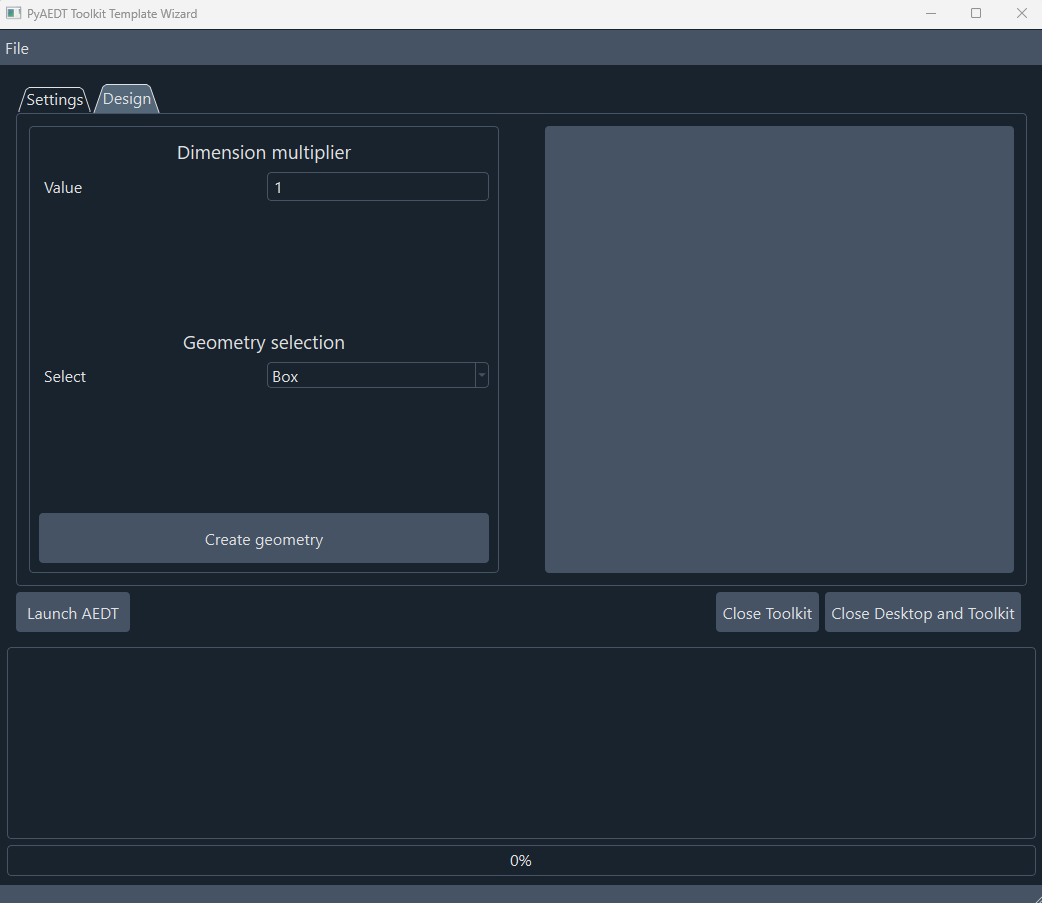 PyAEDT Toolkit Template Wizard
File
Settings
Design
Dimension multiplier
Value
1
Geometry selection
Select
Box
Create geometry
Launch AEDT
Close Toolkit
Close Desktop and Toolkit
0%